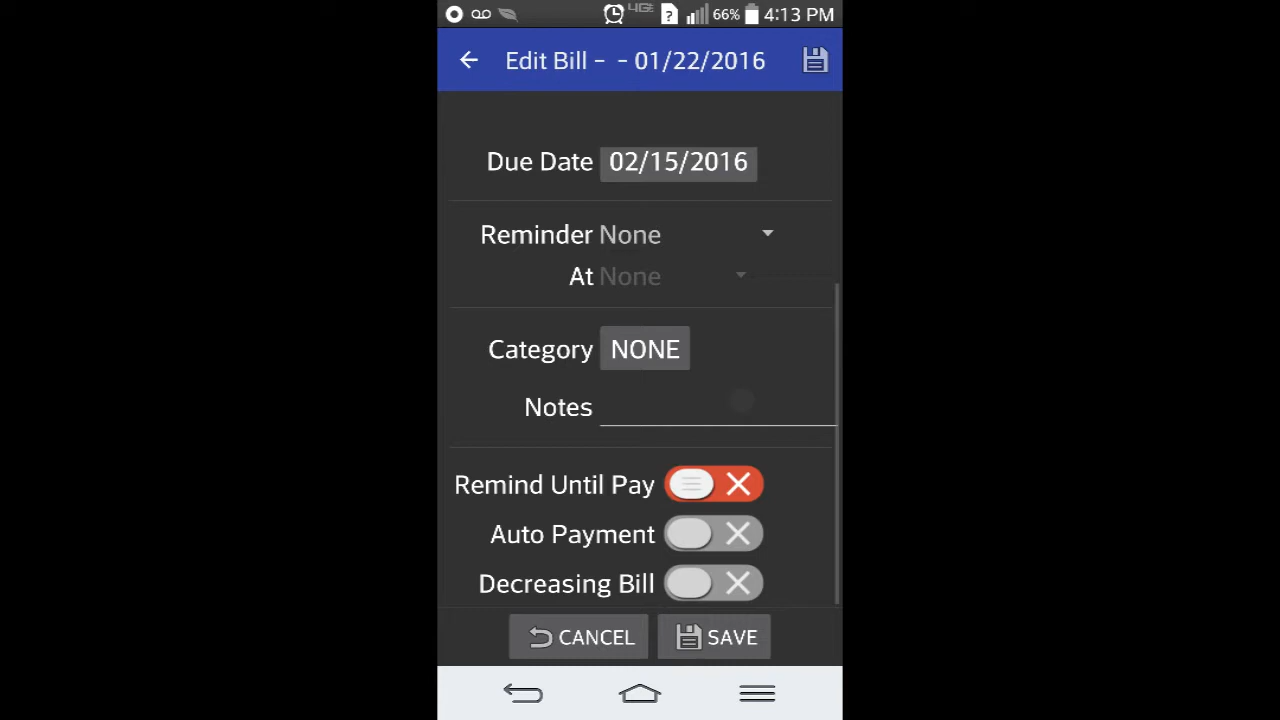 4G 66% 4:13 PM
Edit Bill - - 01/22/2016
Due Date 02/15/2016
Reminder None
At None
Category NONE
Notes
Remind Until Pay
Auto Payment
Decreasing Bill
CANCEL SAVE